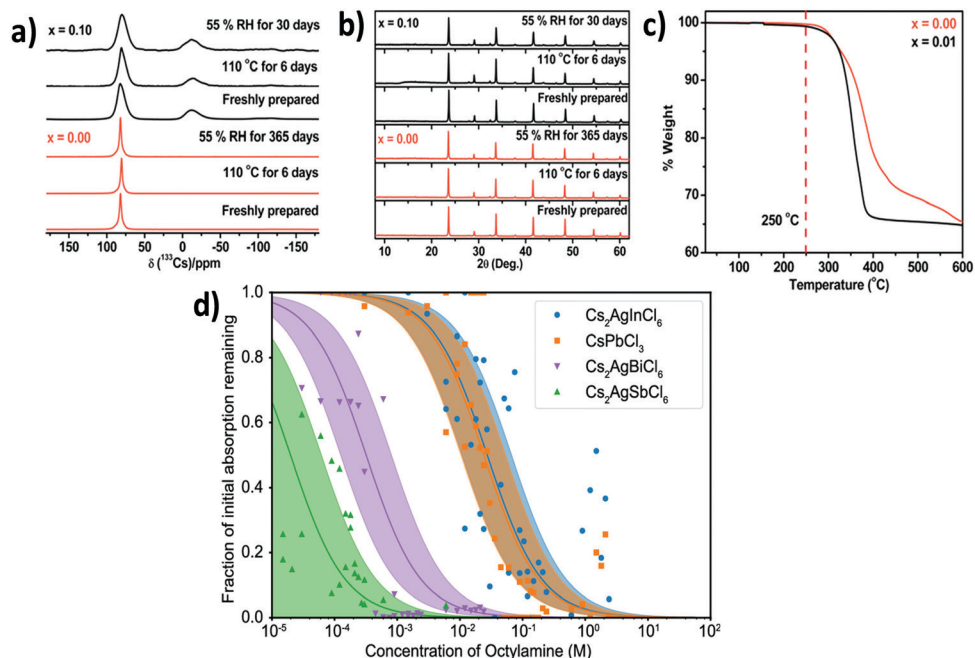 a)
x = 0.10
55 % RH for 30 days
110 °C for 6 days
Freshly prepared
x = 0.00
55 % RH for 365 days
110 °C for 6 days
Freshly prepared
150 100 50 0 -50 -100 -150
δ (¹³³Cs)/ppm
b)
x = 0.10
55 % RH for 30 days
110 °C for 6 days
Freshly prepared
x = 0.00
55 % RH for 365 days
110 °C for 6 days
Freshly prepared
10 20 30 40 50 60
2θ (Deg.)
c)
x = 0.00
x = 0.01
% Weight
100
90
80
70
60
250 °C
100 200 300 400 500 600
Temperature (°C)
d)
Fraction of initial absorption remaining
1.0
0.8
0.6
0.4
0.2
0.0
Cs₂AgInCl₆
CsPbCl₃
Cs₂AgBiCl₆
Cs₂AgSbCl₆
10⁻⁵ 10⁻⁴ 10⁻³ 10⁻² 10⁻¹ 10⁰ 10¹ 10²
Concentration of Octylamine (M)